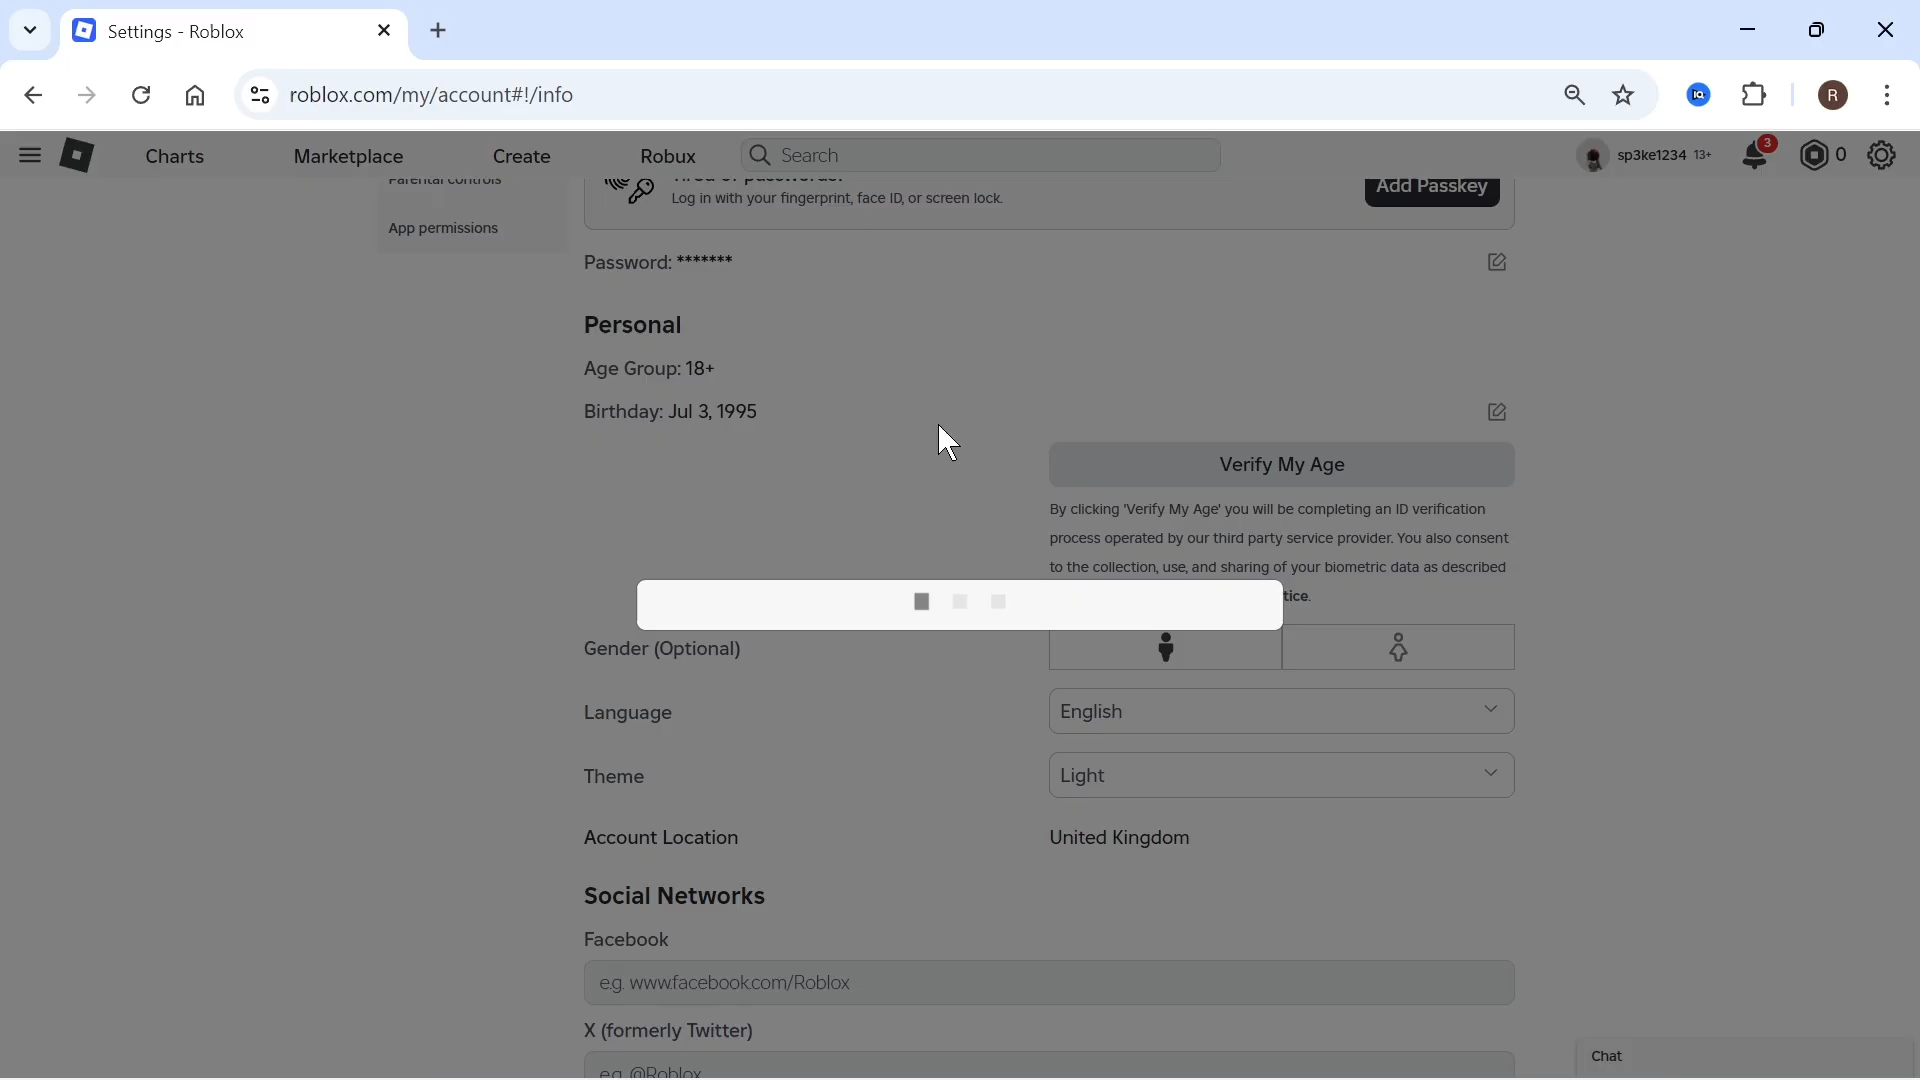 Settings - Roblox
roblox.com/my/account#!/info
R
Charts
Marketplace
Create
Robux
Search
sp3ke1234 13+
3
0
Parental controls
Tired of passwords?
Log in with your fingerprint, face ID, or screen lock.
Add Passkey
App permissions
Password: *******
Personal
Age Group: 18+
Birthday: Jul 3, 1995
Verify My Age
By clicking 'Verify My Age' you will be completing an ID verification
process operated by our third party service provider. You also consent
to the collection, use, and sharing of your biometric data as described
tice.
Gender (Optional)
Language
English
Theme
Light
Account Location
United Kingdom
Social Networks
Facebook
e.g. www.facebook.com/Roblox
X (formerly Twitter)
e.g. @Roblox
Chat